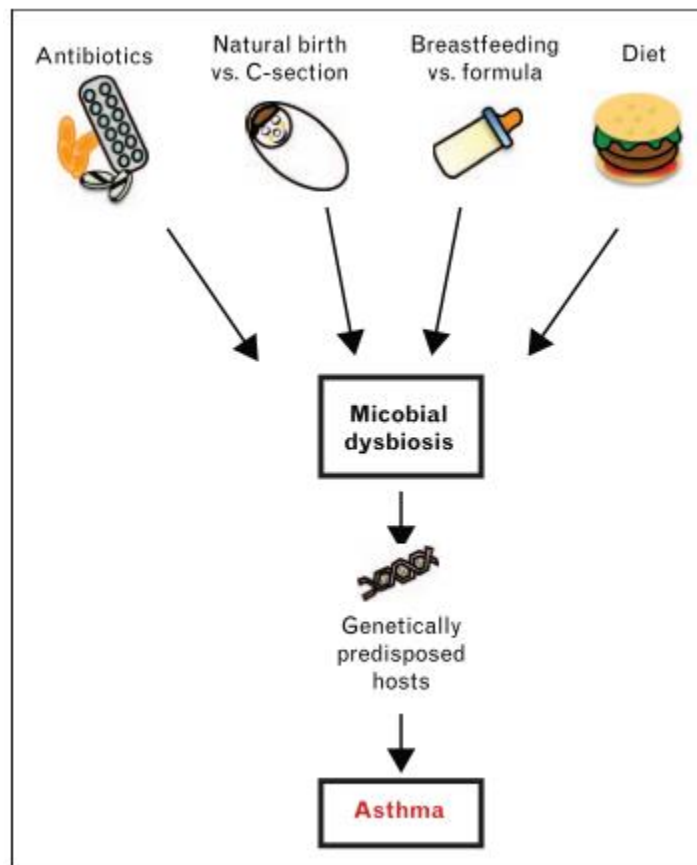 Antibiotics
Natural birth
vs. C-section
Breastfeeding
vs. formula
Diet
Micobial
dysbiosis
Genetically
predisposed
hosts
Asthma